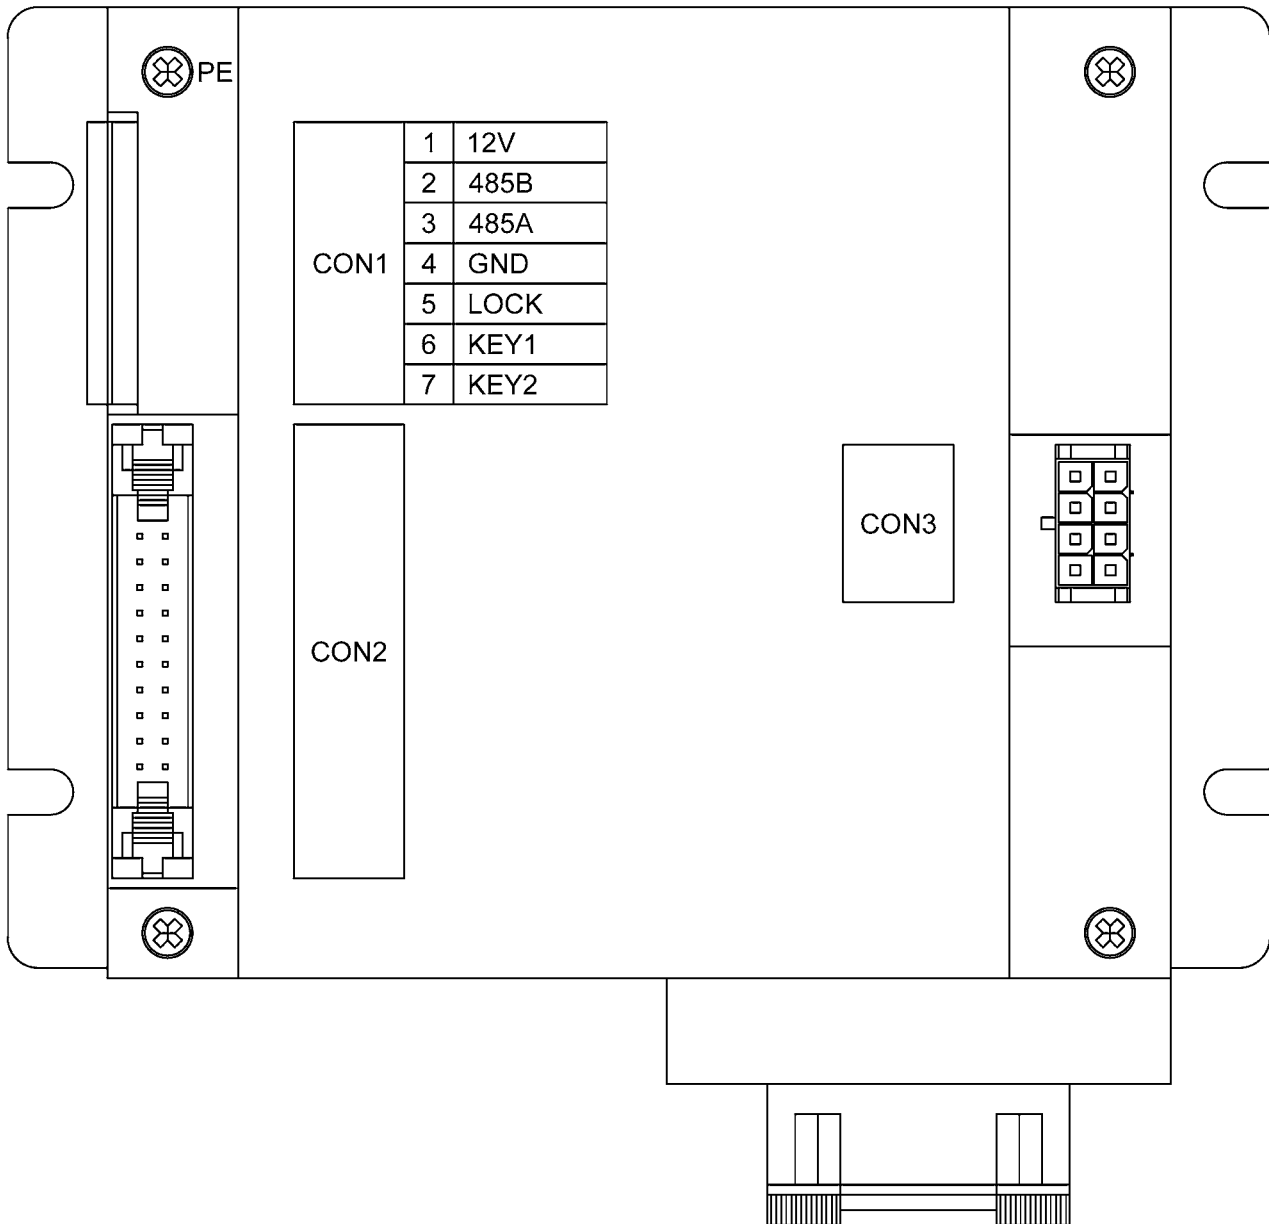 PE
CON1
1 12V
2 485B
3 485A
4 GND
5 LOCK
6 KEY1
7 KEY2
CON3
CON2